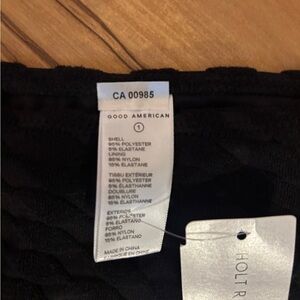 CA 00985
GOOD AMERICAN
1
SHELL
95% POLYESTER
5% ELASTANE
LINING
85% NYLON
15% ELASTANE
TISSU EXTÉRIEUR
95% POLYESTER
5% ÉLASTHANNE
DOUBLURE
85% NYLON
15% ÉLASTHANNE
EXTERIOR
95% POLIÉSTER
5% ELASTANO
FORRO
85% NYLON
15% ELASTANO
MADE IN CHINA
FABRIQUÉ EN CHINE
HOLT R